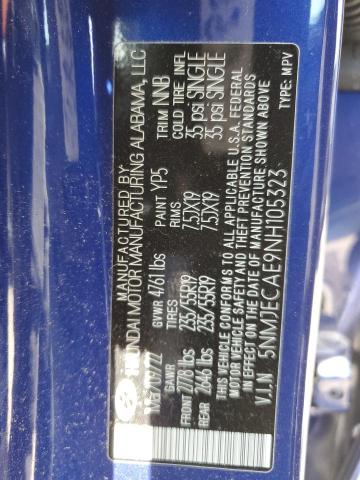 MANUFACTURED BY
HYUNDAI MOTOR MANUFACTURING ALABAMA, LLC
GVWR 4761 lbs PAINT YP5 TRIM NNB
GAWR TIRES RIMS COLD TIRE INFL
FRONT 2778 lbs 235/55R19 7.5JX19 35 psi SINGLE
REAR 2646 lbs 235/55R19 7.5JX19 35 psi SINGLE
THIS VEHICLE CONFORMS TO ALL APPLICABLE U.S.A. FEDERAL
MOTOR VEHICLE SAFETY AND THEFT PREVENTION STANDARDS
IN EFFECT ON THE DATE OF MANUFACTURE SHOWN ABOVE
V.I.N 5NMJECAE9NH105323 TYPE: MPV